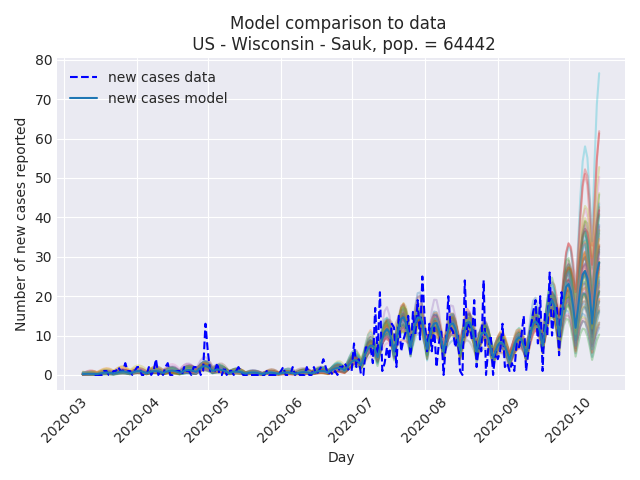 Model comparison to data
US - Wisconsin - Sauk, pop. = 64442
new cases data
new cases model
Number of new cases reported
80
70
60
50
40
30
20
10
0
2020-03
2020-04
2020-05
2020-06
2020-07
2020-08
2020-09
2020-10
Day